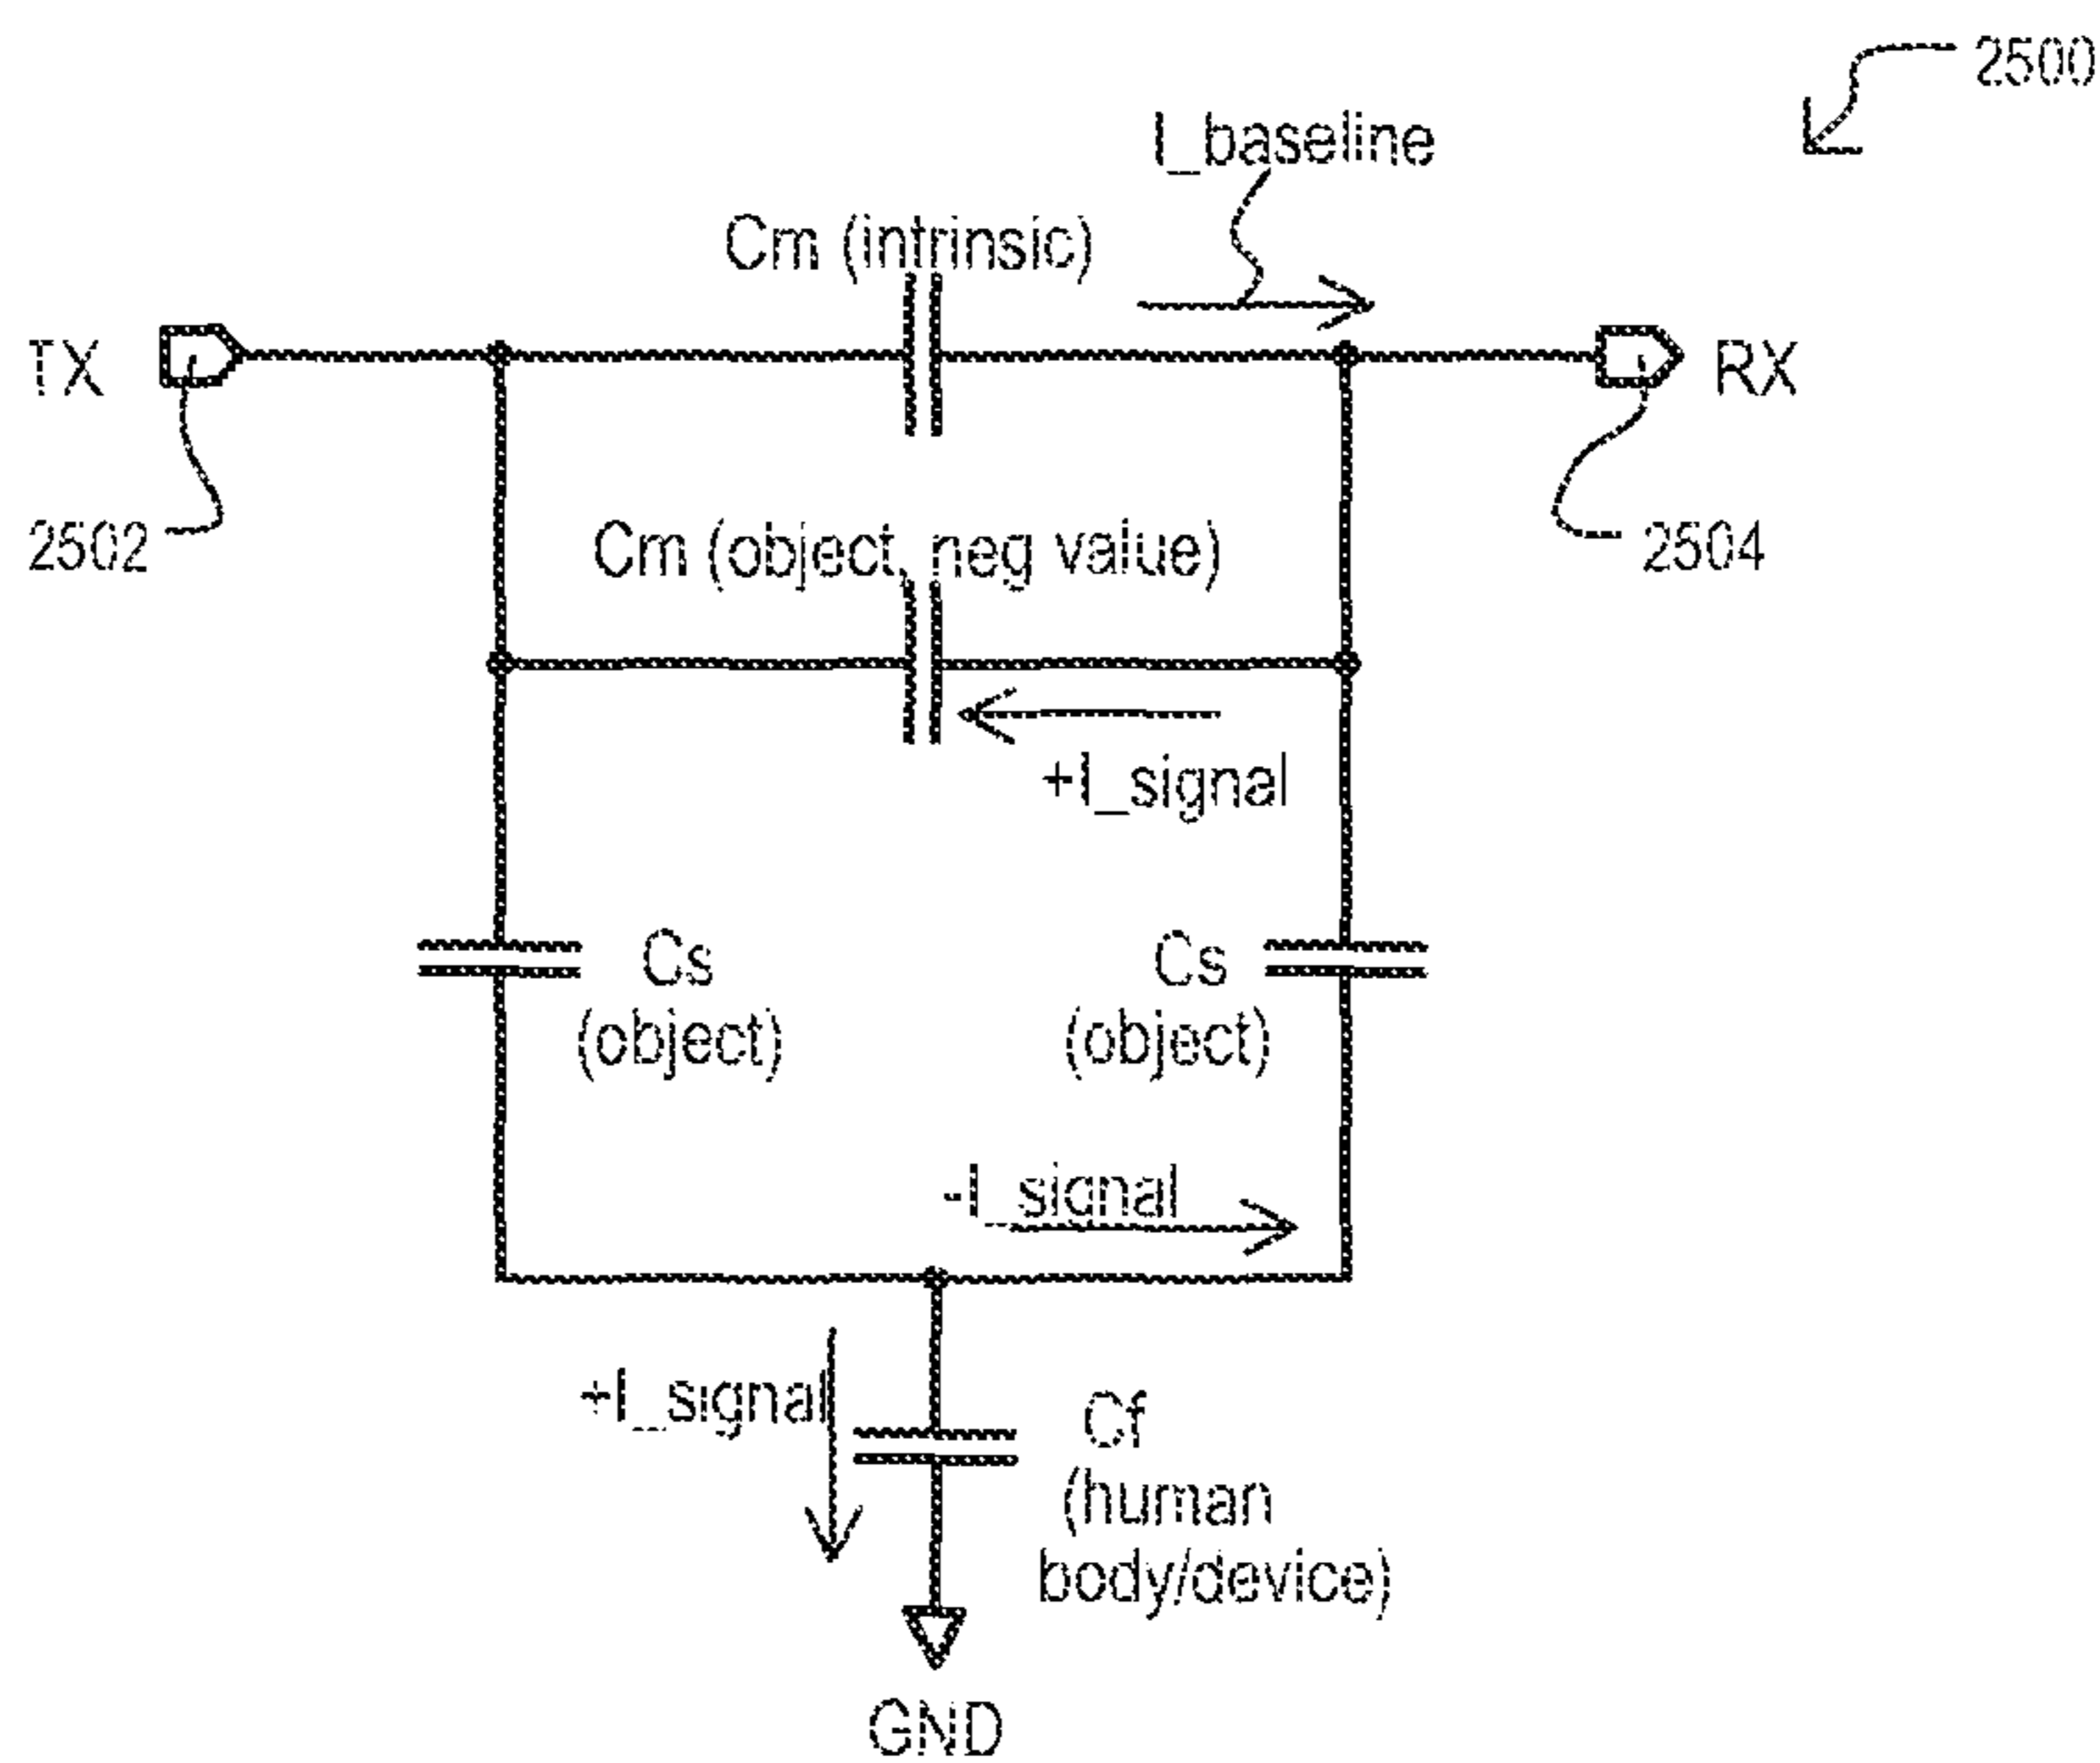 2500
I_baseline
Cm (intrinsic)
TX
RX
2502
Cm (object, neg value)
2504
+I_signal
Cs
(object)
Cs
(object)
-I_signal
+I_signal
Cf
(human
body/device)
GND